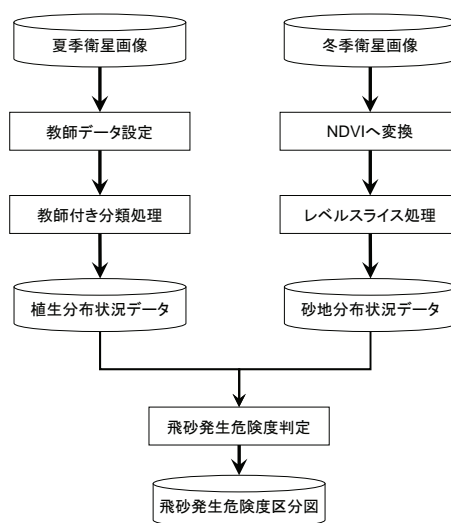 夏季衛星画像
冬季衛星画像
教師データ設定
NDVIへ変換
教師付き分類処理
レベルスライス処理
植生分布状況データ
砂地分布状況データ
飛砂発生危険度判定
飛砂発生危険度区分図